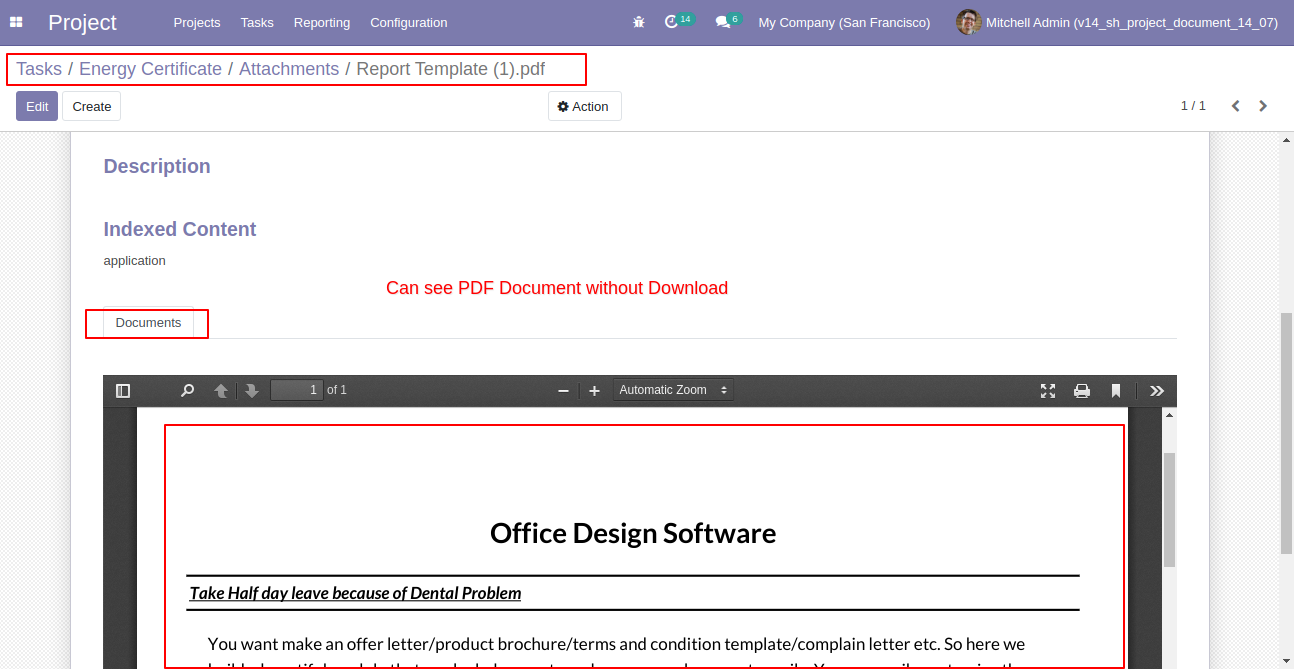 Project Projects Tasks Reporting Configuration 14 6 My Company (San Francisco) Mitchell Admin (v14_sh_project_document_14_07)
Tasks / Energy Certificate / Attachments / Report Template (1).pdf
Edit Create Action 1 / 1
Description
Indexed Content
application
Can see PDF Document without Download
Documents
1 of 1 Automatic Zoom
Office Design Software
Take Half day leave because of Dental Problem
You want make an offer letter/product brochure/terms and condition template/complain letter etc. So here we